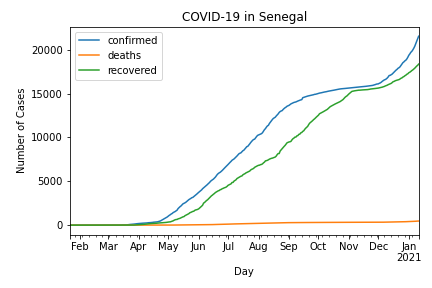 COVID-19 in Senegal
confirmed
deaths
recovered
Number of Cases
20000
15000
10000
5000
0
Feb Mar Apr May Jun Jul Aug Sep Oct Nov Dec Jan
2021
Day